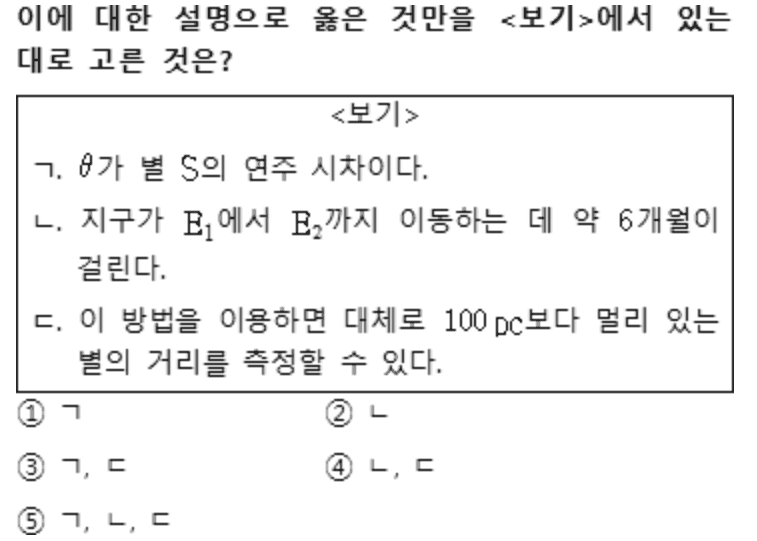 이에 대한 설명으로 옳은 것만을 <보기>에서 있는
대로 고른 것은?
<보기>
ㄱ. θ가 별 S의 연주 시차이다.
ㄴ. 지구가 E₁에서 E₂까지 이동하는 데 약 6개월이
걸린다.
ㄷ. 이 방법을 이용하면 대체로 100 pc보다 멀리 있는
별의 거리를 측정할 수 있다.
① ㄱ ② ㄴ
③ ㄱ, ㄷ ④ ㄴ, ㄷ
⑤ ㄱ, ㄴ, ㄷ